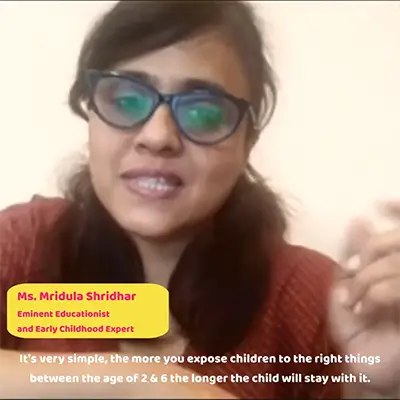 Ms. Mridula Shridhar
Eminent Educationist
and Early Childhood Expert
It's very simple, the more you expose children to the right things
between the age of 2 & 6 the longer the child will stay with it.